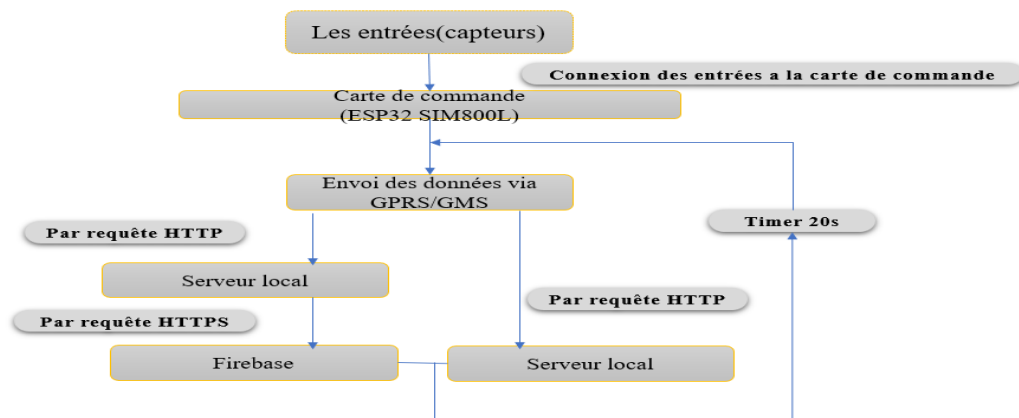 Les entrées(capteurs)
Connexion des entrées a la carte de commande
Carte de commande
(ESP32 SIM800L)
Envoi des données via
GPRS/GMS
Timer 20s
Par requête HTTP
Serveur local
Par requête HTTP
Par requête HTTPS
Firebase
Serveur local